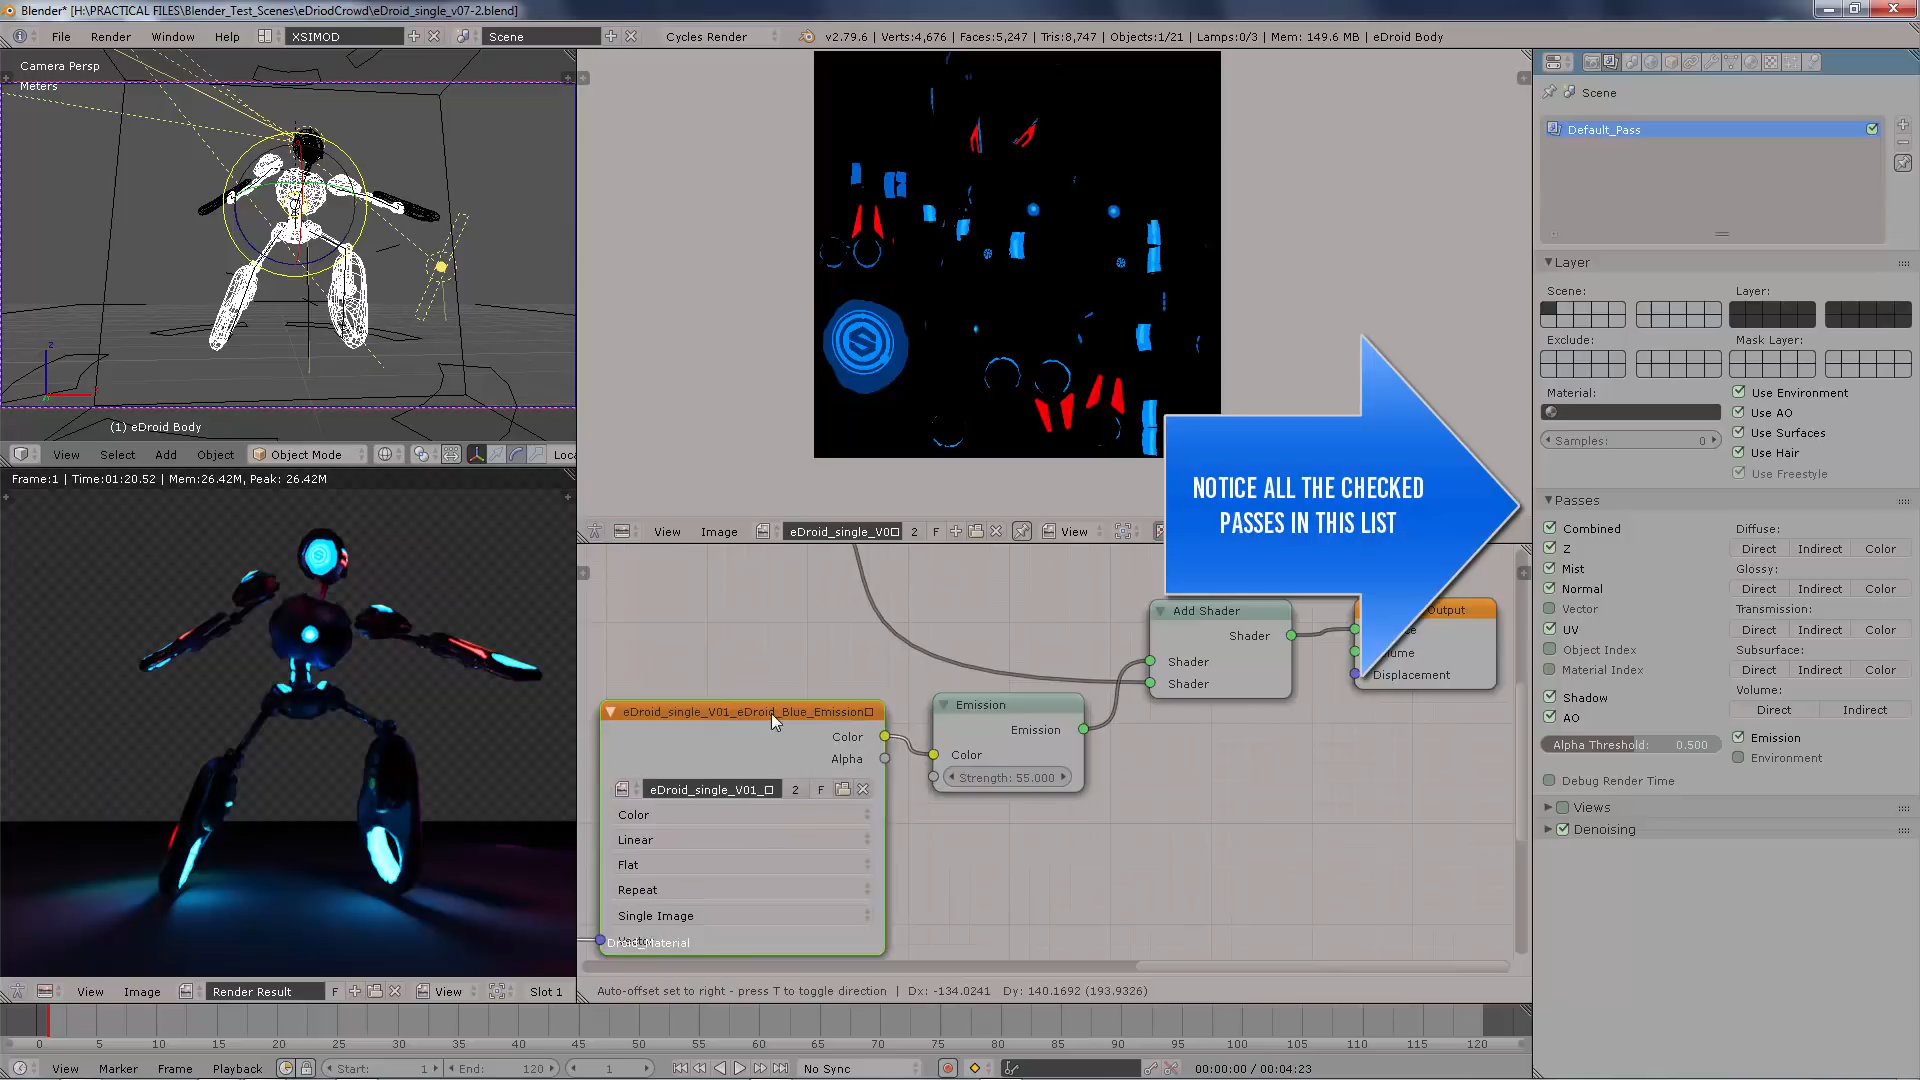 Blender* [H:\PRACTICAL FILES\Blender_Test_Scenes\eDriodCrowd\eDroid_single_v07-2.blend]
File Render Window Help XSIMOD Scene Cycles Render v2.79.6 | Verts:4,676 | Faces:5,247 | Tris:8,747 | Objects:1/21 | Lamps:0/3 | Mem: 149.6 MB | eDroid Body
Camera Persp
Meters
(1) eDroid Body
View Select Add Object Object Mode Loca
Frame:1 | Time:01:20.52 | Mem:26.42M, Peak: 26.42M
View Image Render Result F View Slot 1
View Image eDroid_single_V0 2 F View
NOTICE ALL THE CHECKED
PASSES IN THIS LIST
eDroid_single_V01_eDroid_Blue_Emission
Color
Alpha
eDroid_single_V01_ 2 F
Color
Linear
Flat
Repeat
Single Image
Droid_Material
Emission
Emission
Color
Strength: 55.000
Add Shader
Shader
Shader
Shader
Output
Displacement
Auto-offset set to right - press T to toggle direction | Dx: -134.0241 Dy: 140.1692 (193.9326)
Scene
Default_Pass
Layer
Scene: Layer:
Exclude: Mask Layer:
Material:
Samples: 0
Use Environment
Use AO
Use Surfaces
Use Hair
Use Freestyle
Passes
Combined
Z
Mist
Normal
Vector
UV
Object Index
Material Index
Shadow
AO
Alpha Threshold: 0.500
Debug Render Time
Diffuse:
Direct Indirect Color
Glossy:
Direct Indirect Color
Transmission:
Direct Indirect Color
Subsurface:
Direct Indirect Color
Volume:
Direct Indirect
Emission
Environment
Views
Denoising
0 5 10 15 20 25 30 35 40 45 50 55 60 65 70 75 80 85 90 95 100 105 110 115 120
View Marker Frame Playback Start: 1 End: 120 1 No Sync 00:00:00 / 00:04:23